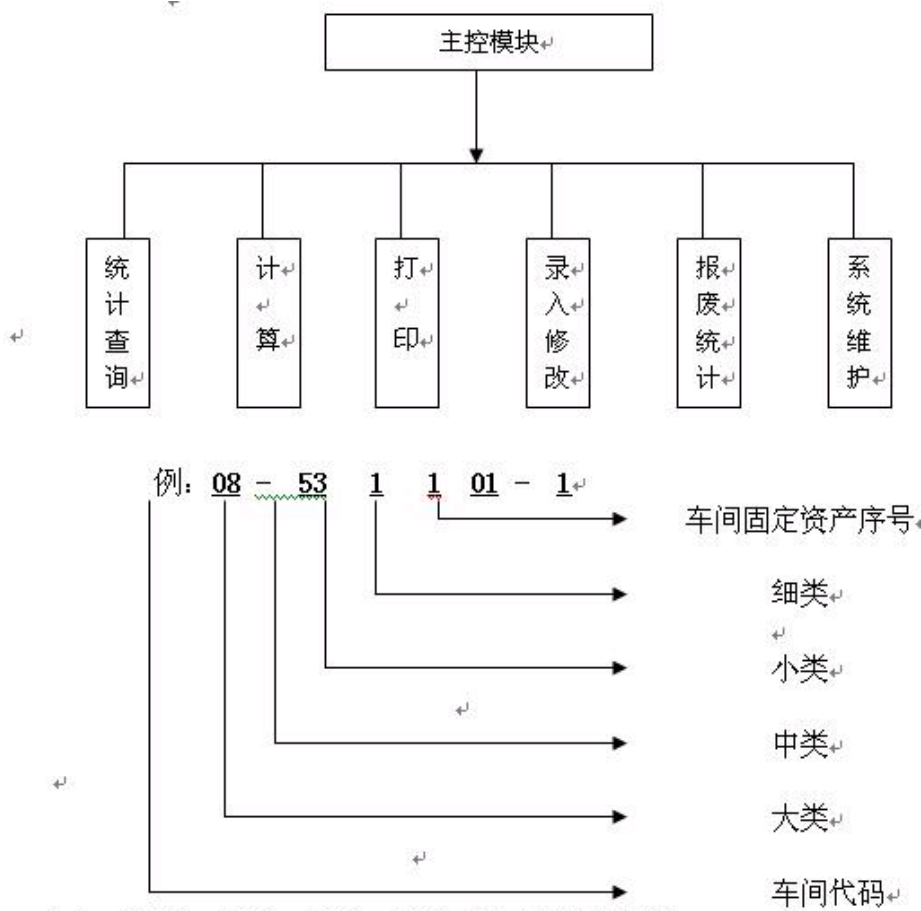 主控模块
统计查询
计算
打印
录入修改
报废统计
系统维护
例：08 － 53 1 1 01 － 1
车间固定资产序号
细类
小类
中类
大类
车间代码